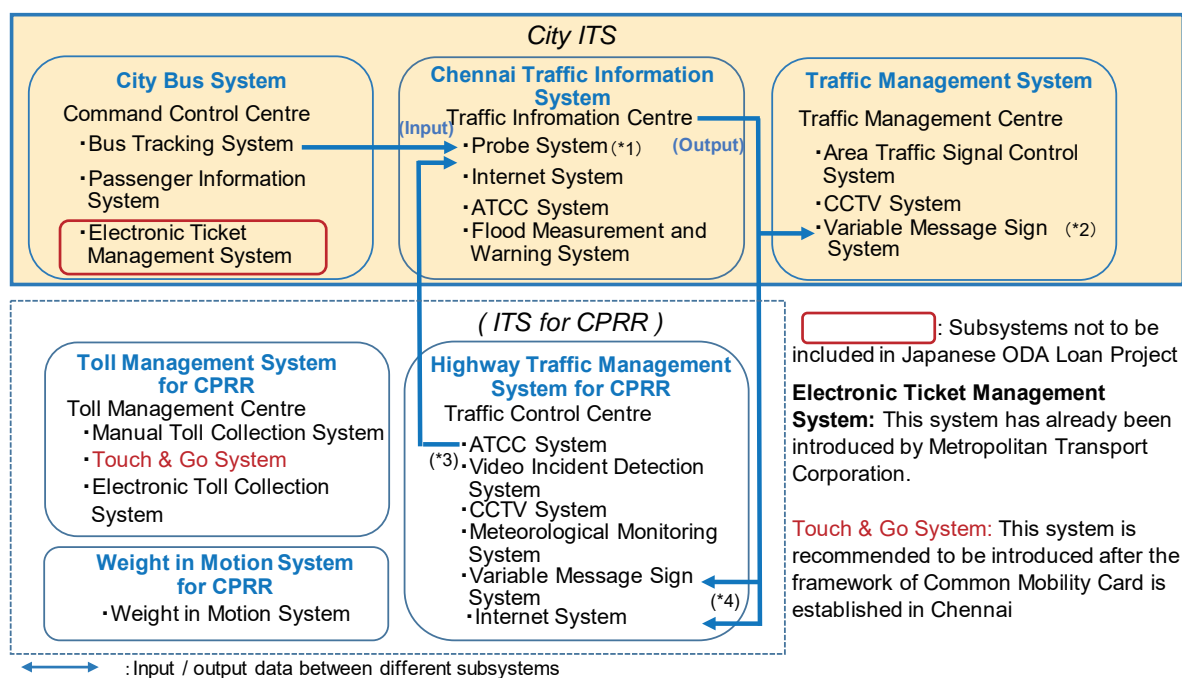 City ITS
City Bus System
Command Control Centre
・Bus Tracking System
・Passenger Information
System
・Electronic Ticket
Management System
Chennai Traffic Information
System
Traffic Infromation Centre
(Input)
・Probe System(*1)
(Output)
・Internet System
・ATCC System
・Flood Measurement and
Warning System
Traffic Management System
Traffic Management Centre
・Area Traffic Signal Control
System
・CCTV System
・Variable Message Sign (*2)
System
( ITS for CPRR )
Toll Management System
for CPRR
Toll Management Centre
・Manual Toll Collection System
・Touch & Go System
・Electronic Toll Collection
System
Weight in Motion System
for CPRR
・Weight in Motion System
Highway Traffic Management
System for CPRR
Traffic Control Centre
・ATCC System
(*3)
・Video Incident Detection
System
・CCTV System
・Meteorological Monitoring
System
・Variable Message Sign
System
(*4)
・Internet System
: Subsystems not to be
included in Japanese ODA Loan Project
Electronic Ticket Management
System: This system has already been
introduced by Metropolitan Transport
Corporation.
Touch & Go System: This system is
recommended to be introduced after the
framework of Common Mobility Card is
established in Chennai
: Input / output data between different subsystems